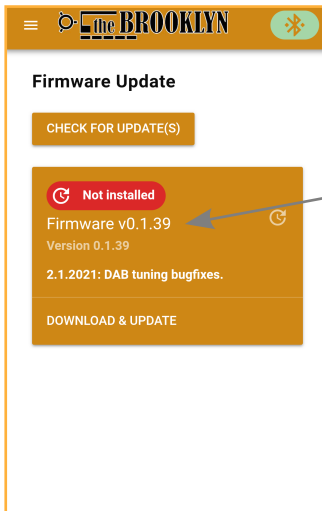 the BROOKLYN
Firmware Update
CHECK FOR UPDATE(S)
Not installed
Firmware v0.1.39
Version 0.1.39
2.1.2021: DAB tuning bugfixes.
DOWNLOAD & UPDATE